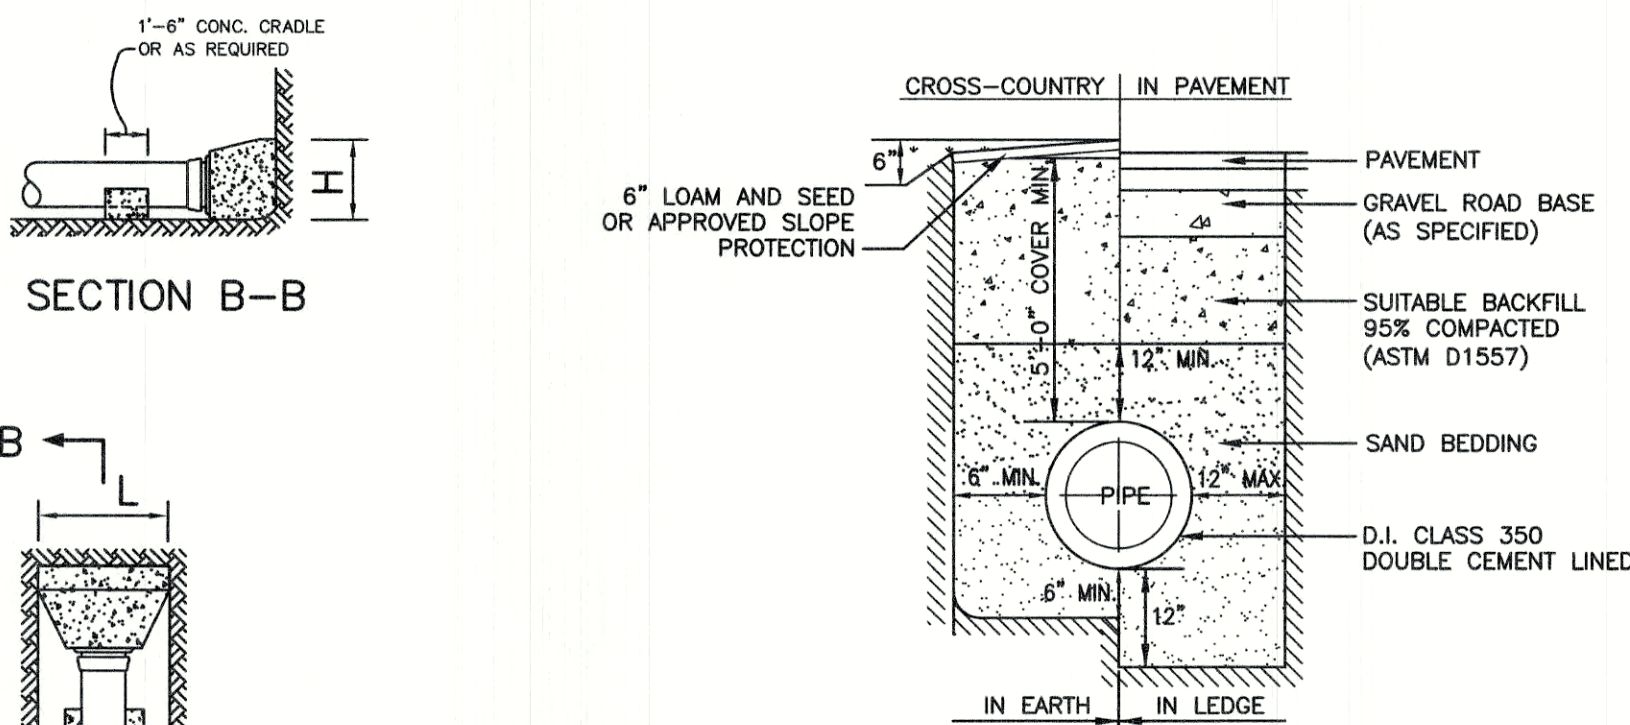 1'-6" CONC. CRADLE
OR AS REQUIRED
H
SECTION B-B
B
L
CROSS-COUNTRY
IN PAVEMENT
6"
6" LOAM AND SEED
OR APPROVED SLOPE
PROTECTION
5'-0" COVER MIN.
PAVEMENT
GRAVEL ROAD BASE
(AS SPECIFIED)
SUITABLE BACKFILL
95% COMPACTED
(ASTM D1557)
12" MIN.
SAND BEDDING
6" MIN.
PIPE
12" MAX
D.I. CLASS 350
DOUBLE CEMENT LINED
6" MIN.
12"
IN EARTH
IN LEDGE